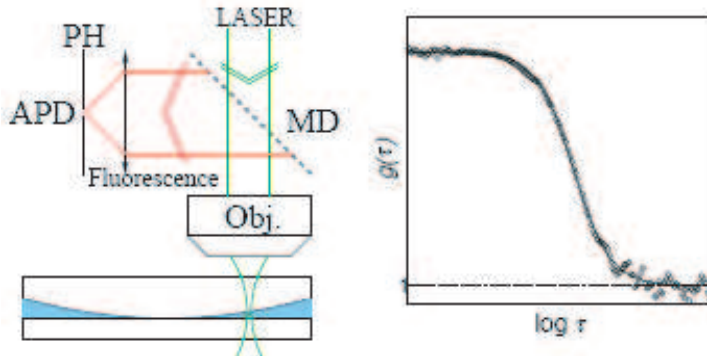 LASER
PH
APD
MD
Fluorescence
Obj.
g(τ)
1
log τ